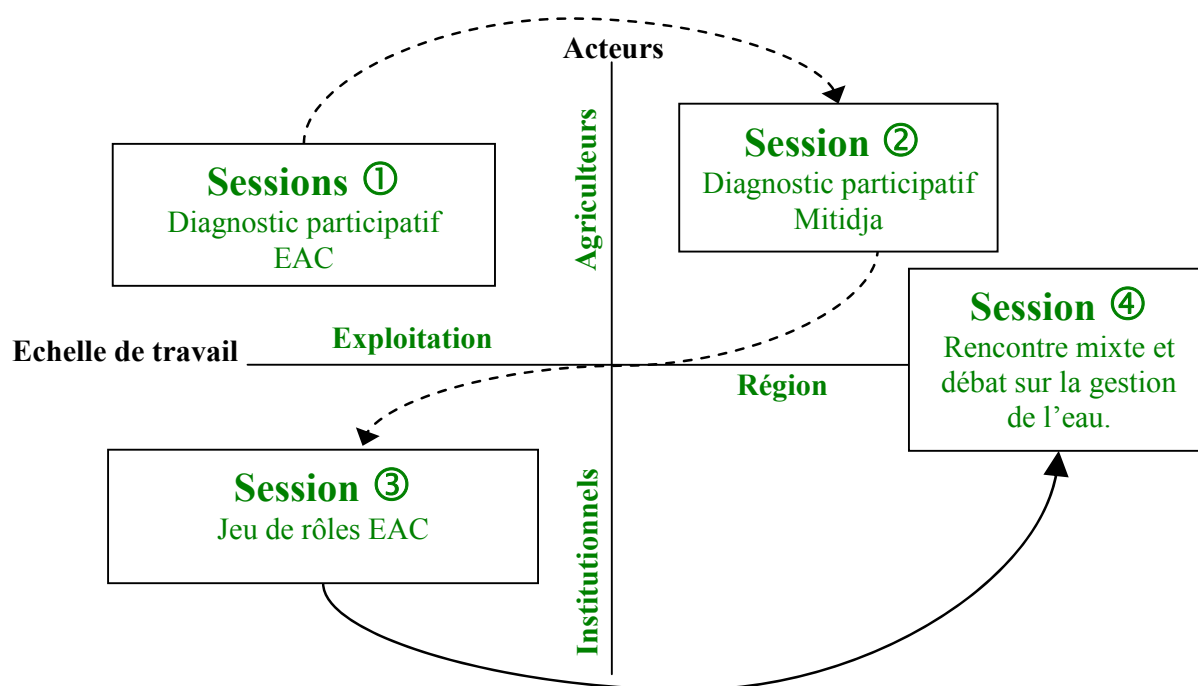 Acteurs
Agriculteurs
Sessions ①
Diagnostic participatif
EAC
Session ②
Diagnostic participatif
Mitidja
Echelle de travail
Exploitation
Région
Session ④
Rencontre mixte et
débat sur la gestion
de l’eau.
Session ③
Jeu de rôles EAC
Institutionnels